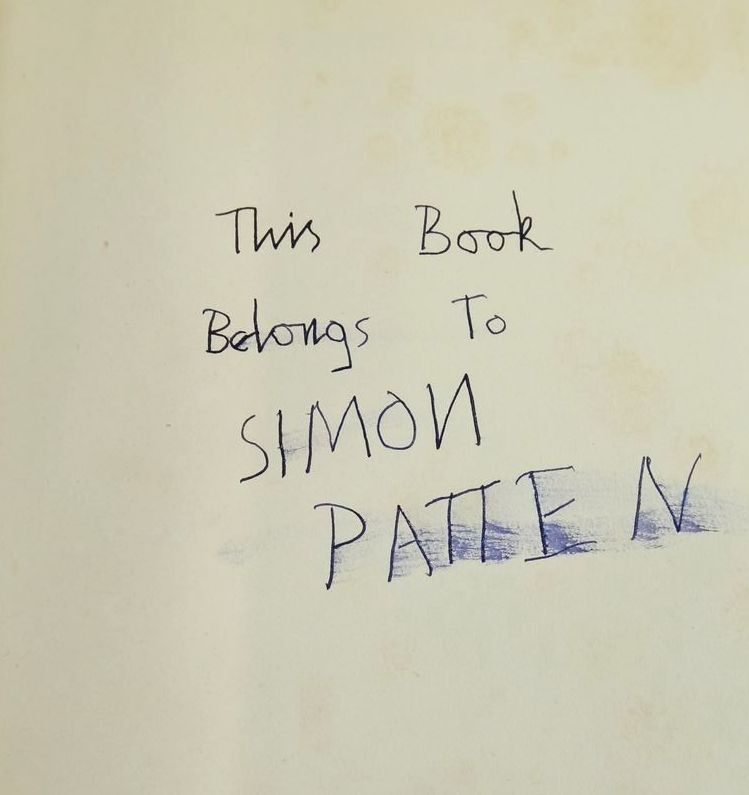 This Book
Belongs To
SIMON
PATTEN